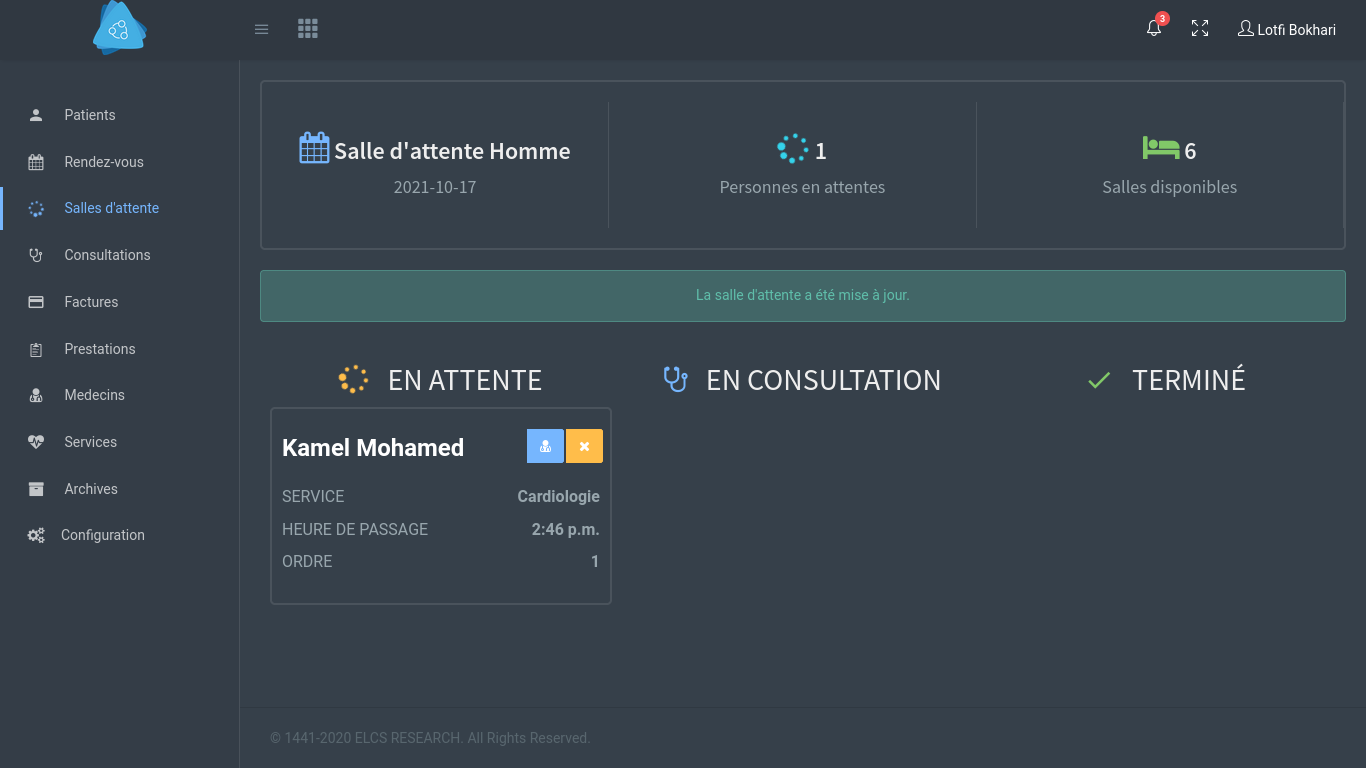 3
Lotfi Bokhari
Patients
Rendez-vous
Salles d'attente
Consultations
Factures
Prestations
Medecins
Services
Archives
Configuration
Salle d'attente Homme
2021-10-17
1
Personnes en attentes
6
Salles disponibles
La salle d'attente a été mise à jour.
EN ATTENTE
EN CONSULTATION
TERMINÉ
Kamel Mohamed
SERVICE Cardiologie
HEURE DE PASSAGE 2:46 p.m.
ORDRE 1
© 1441-2020 ELCS RESEARCH. All Rights Reserved.